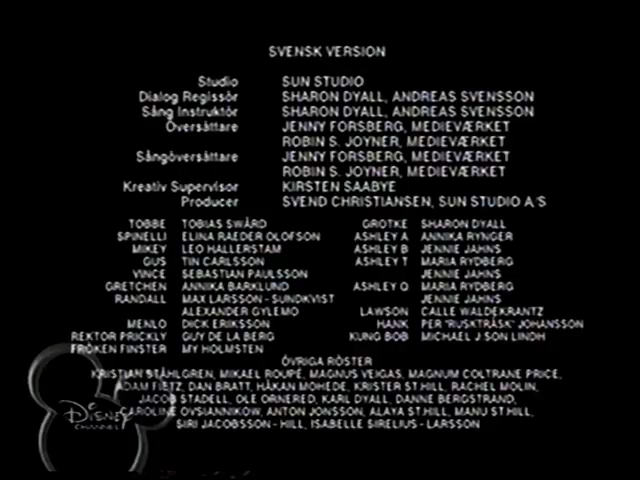 SVENSK VERSION
Studio SUN STUDIO
Dialog Regissör SHARON DYALL, ANDREAS SVENSSON
Sång Instruktör SHARON DYALL, ANDREAS SVENSSON
Översättare JENNY FORSBERG, MEDIEVÆRKET
ROBIN S. JOYNER, MEDIEVÆRKET
Sångöversättare JENNY FORSBERG, MEDIEVÆRKET
ROBIN S. JOYNER, MEDIEVÆRKET
Kreativ Supervisor KIRSTEN SAABYE
Producer SVEND CHRISTIANSEN, SUN STUDIO A/S
TOBBE TOBIAS SWÄRD GROTKE SHARON DYALL
SPINELLI ELINA RAEDER OLOFSON ASHLEY A ANNIKA RYNGER
MIKEY LEO HALLERSTAM ASHLEY B JENNIE JAHNS
GUS TIN CARLSSON ASHLEY T MARIA RYDBERG
VINCE SEBASTIAN PAULSSON JENNIE JAHNS
GRETCHEN ANNIKA BARKLUND ASHLEY Q MARIA RYDBERG
RANDALL MAX LARSSON - SUNDKVIST JENNIE JAHNS
ALEXANDER GYLEMO LAWSON CALLE WALDEKRANTZ
MENLO DICK ERIKSSON HANK PER "RUSKTRÄSK" JOHANSSON
REKTOR PRICKLY GUY DE LA BERG KUNG BOB MICHAEL J SON LINDH
FRÖKEN FINSTER MY HOLMSTEN
ÖVRIGA RÖSTER
KRISTIAN STÅHLGREN, MIKAEL ROUPÉ, MAGNUS VEIGAS, MAGNUM COLTRANE PRICE,
ADAM FIETZ, DAN BRATT, HÅKAN MOHEDE, KRISTER ST.HILL, RACHEL MOLIN,
JACOB STADELL, OLE ORNERED, KARL DYALL, DANNE BERGSTRAND,
CAROLINE OVSIANNIKOW, ANTON JONSSON, ALAYA ST.HILL, MANU ST.HILL,
SIRI JACOBSSON - HILL, ISABELLE SIRELIUS - LARSSON
Disney
CHANNEL